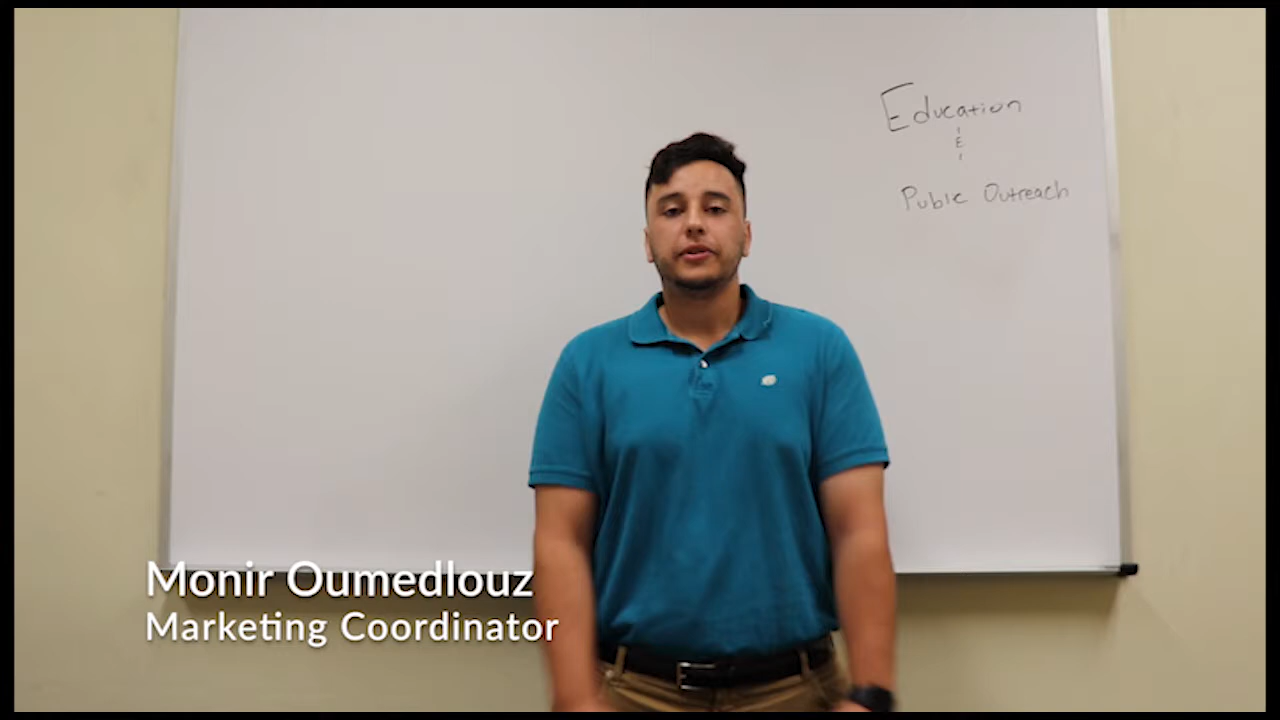 Education
&
Public Outreach
Monir Oumedlouz
Marketing Coordinator